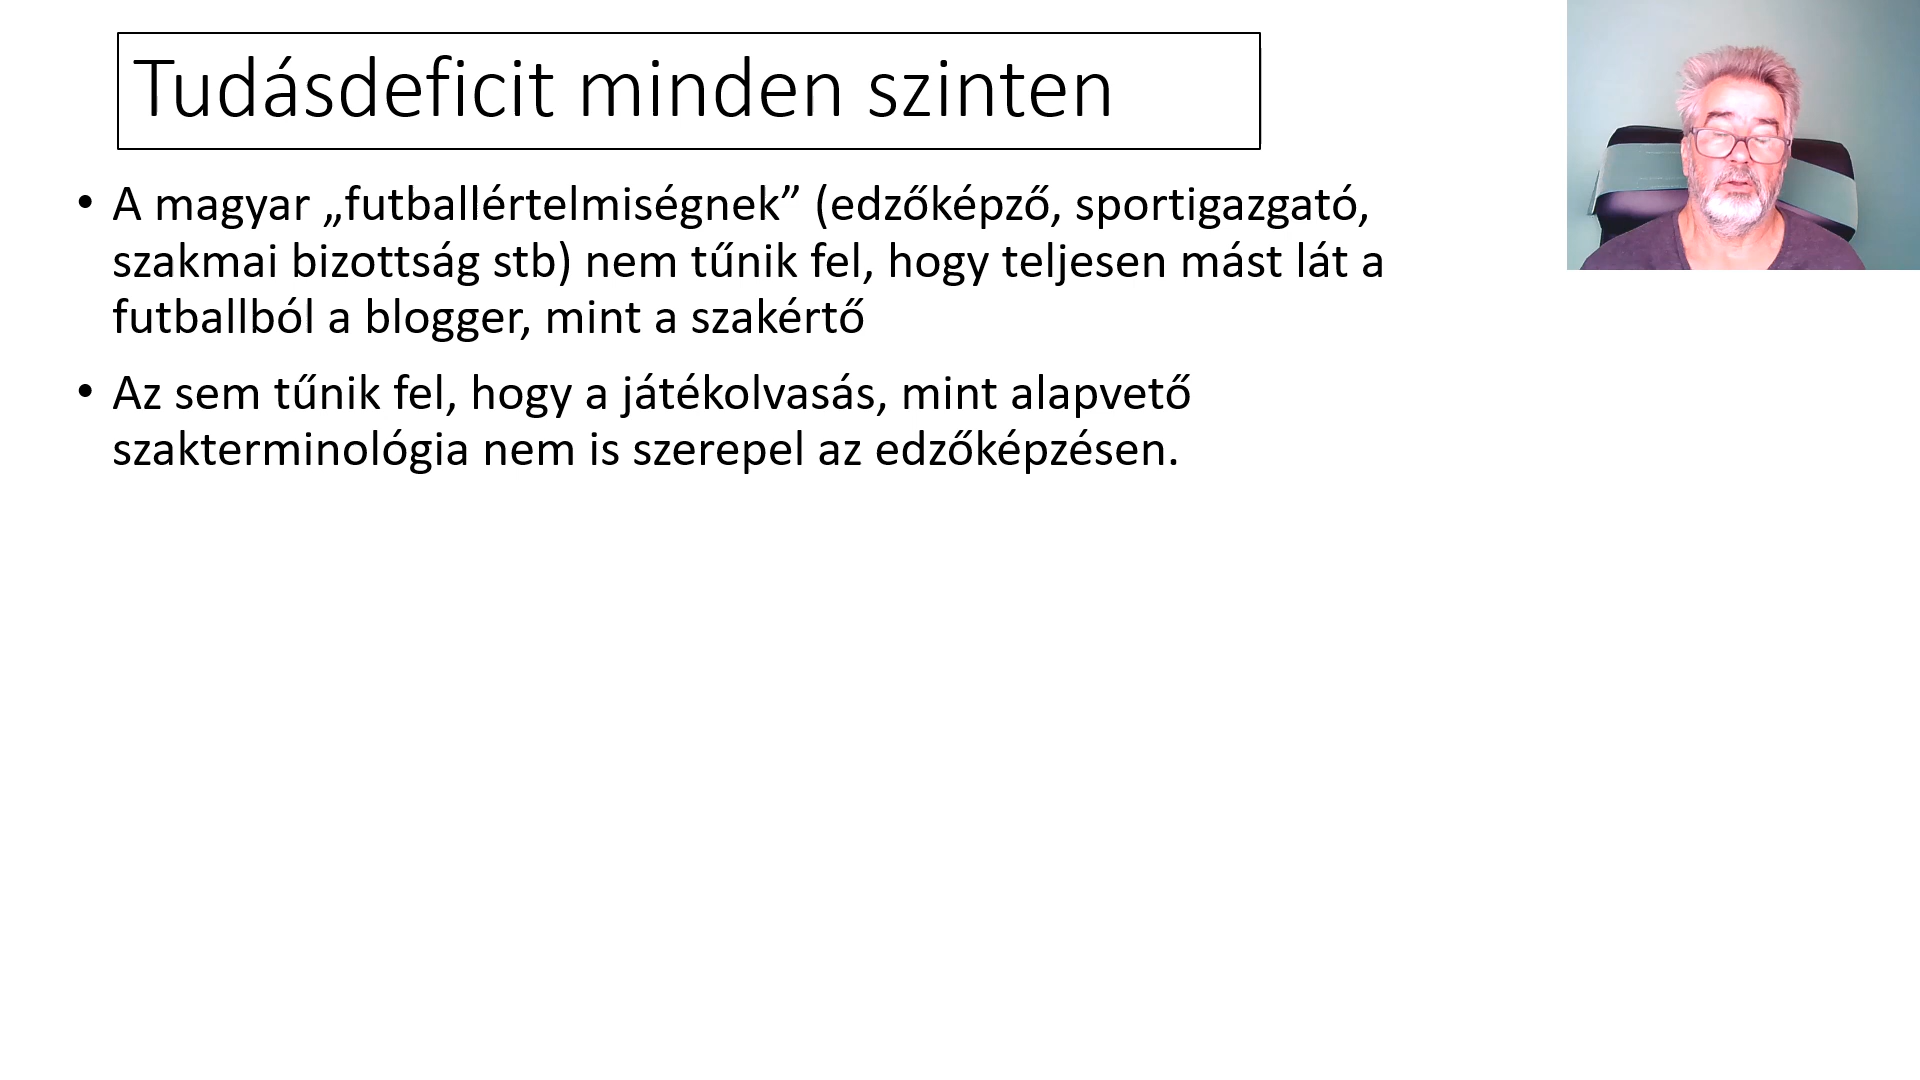 Tudásdeficit minden szinten
• A magyar „futballértelmiségnek” (edzőképző, sportigazgató,
szakmai bizottság stb) nem tűnik fel, hogy teljesen mást lát a
futballból a blogger, mint a szakértő
• Az sem tűnik fel, hogy a játékolvasás, mint alapvető
szakterminológia nem is szerepel az edzőképzésen.